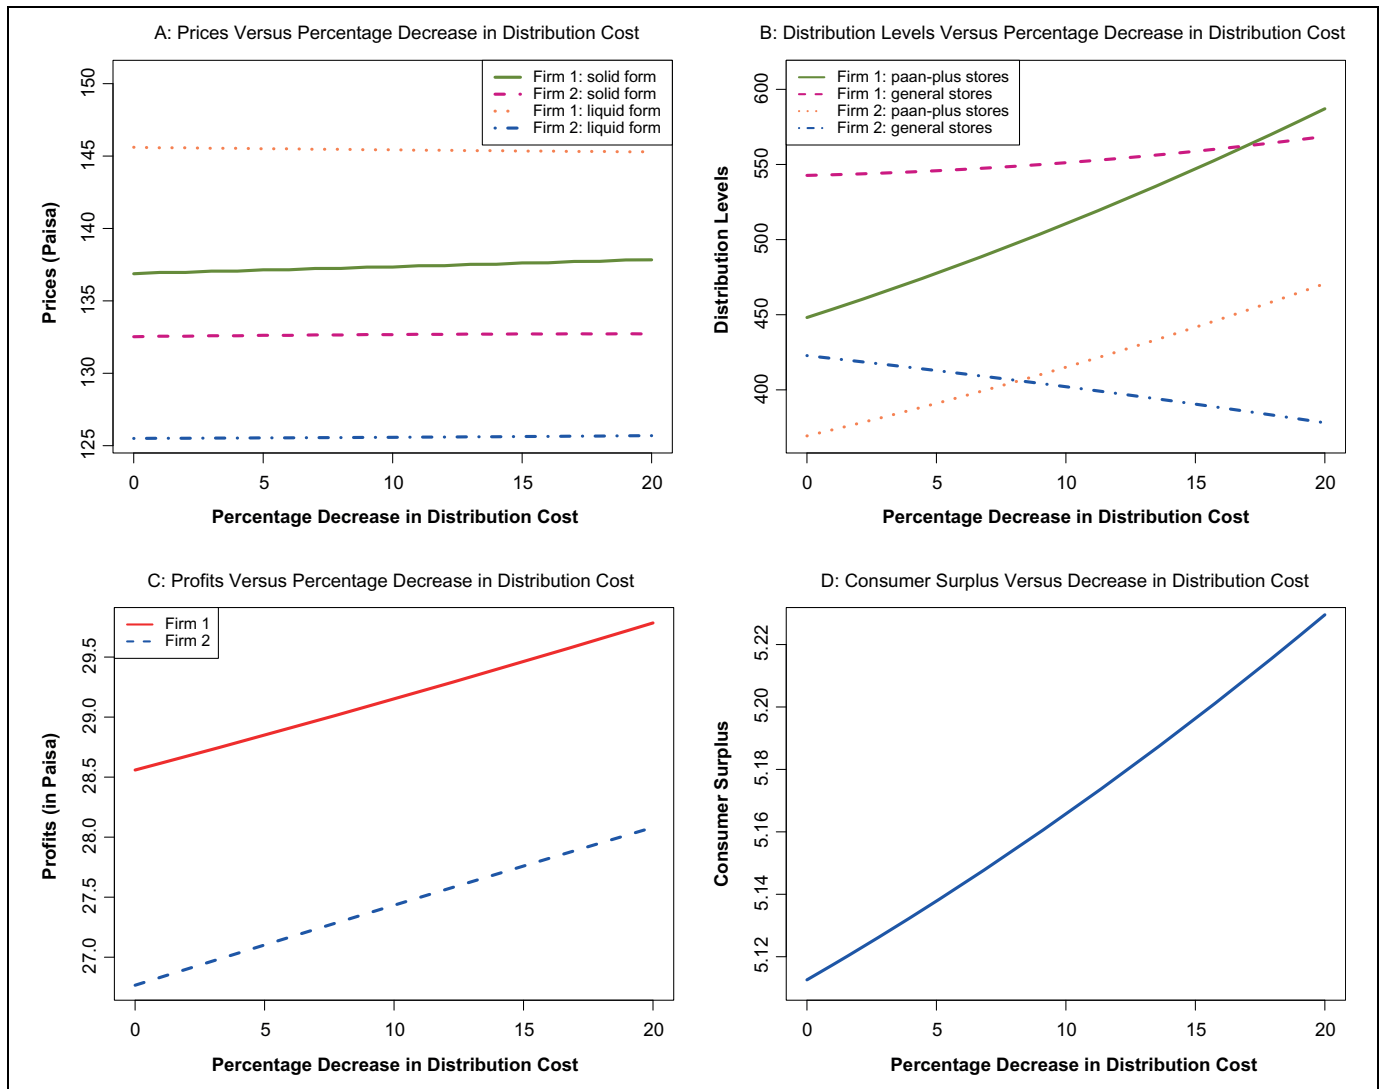 A: Prices Versus Percentage Decrease in Distribution Cost
Prices (Paisa)
150
145
140
135
130
125
Firm 1: solid form
Firm 2: solid form
Firm 1: liquid form
Firm 2: liquid form
0 5 10 15 20
Percentage Decrease in Distribution Cost
B: Distribution Levels Versus Percentage Decrease in Distribution Cost
Distribution Levels
600
550
500
450
400
Firm 1: paan-plus stores
Firm 1: general stores
Firm 2: paan-plus stores
Firm 2: general stores
0 5 10 15 20
Percentage Decrease in Distribution Cost
C: Profits Versus Percentage Decrease in Distribution Cost
Profits (in Paisa)
29.5
29.0
28.5
28.0
27.5
27.0
Firm 1
Firm 2
0 5 10 15 20
Percentage Decrease in Distribution Cost
D: Consumer Surplus Versus Decrease in Distribution Cost
Consumer Surplus
5.22
5.20
5.18
5.16
5.14
5.12
0 5 10 15 20
Percentage Decrease in Distribution Cost